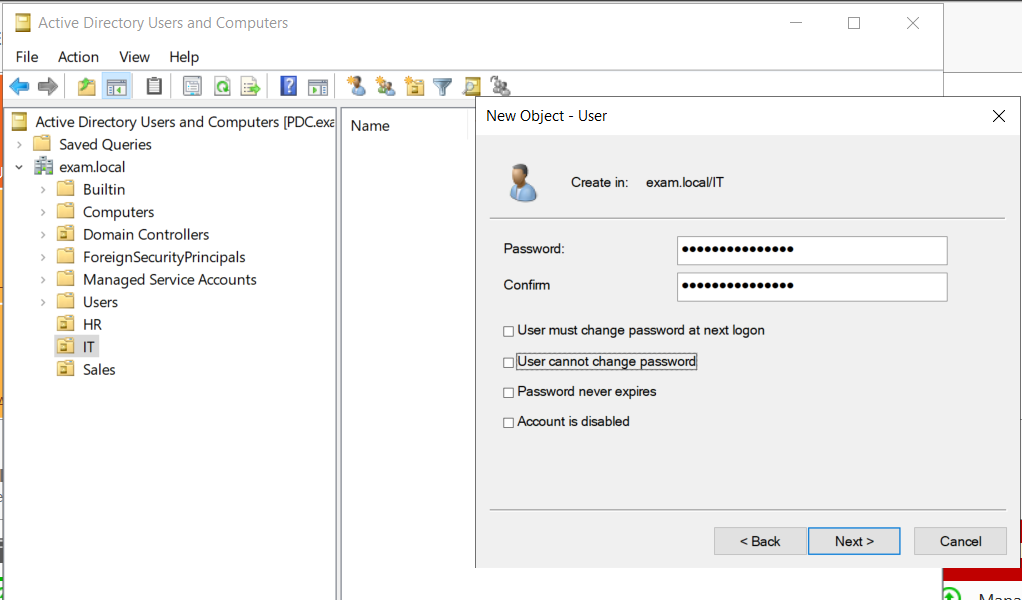 Active Directory Users and Computers
File Action View Help
Active Directory Users and Computers [PDC.exa
Saved Queries
exam.local
Builtin
Computers
Domain Controllers
ForeignSecurityPrincipals
Managed Service Accounts
Users
HR
IT
Sales
Name
New Object - User
Create in: exam.local/IT
Password: •••••••••••••••
Confirm •••••••••••••••
User must change password at next logon
User cannot change password
Password never expires
Account is disabled
< Back Next > Cancel